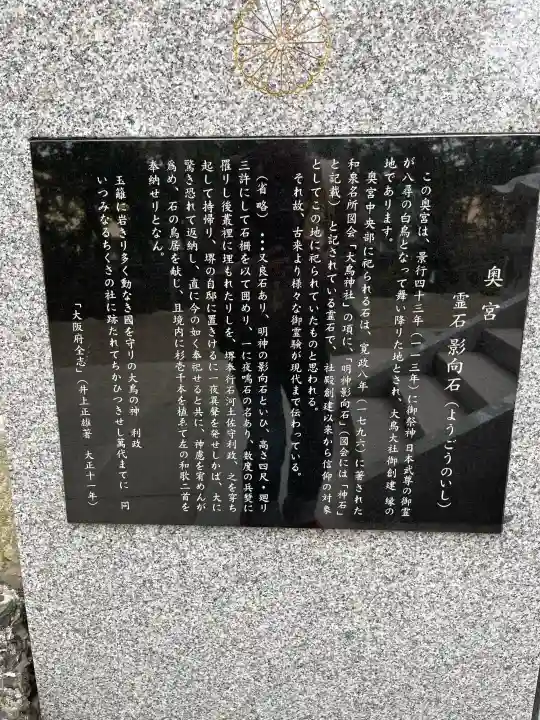 奥宮
霊石 影向石（ようごうのいし）
この奥宮は、景行四十三年（一一三年）に御祭神 日本武尊の御霊
が八尋の白鳥となって舞い降りた地とされ、大鳥大社御創建 縁の
地であります。
奥宮中央部に祀られる石は、寛政八年（一七九六）に著された
和泉名所図会「大鳥神社」の項に、「明神影向石」（図会には「神石」
と記載）と記されている霊石で、社殿創建以来から信仰の対象
としてこの地に祀られていたものと思われる。
それ故、古来より様々な御霊験が現代まで伝わっている。
（省略）…又良石あり、明神の影向石といひ、高さ四尺・廻り
三許にして石柵を以て囲めり、一に夜鳴石の名あり、数度の兵燹に
罹りし後叢裡に埋もれたりしを、堺奉行石河土佐守利政、之を穿ち
起して持帰り、堺の自邸に置きけるに一夜異聲を発せしかば、大に
驚き恐れて返納し、直に今の如く奉祀せると共に、神慮を宥めんが
為め、石の鳥居を献じ、且境内に杉壱千本を植ゑて左の和歌二首を
奉納せりとなん。
玉籬に岩きり多く動なき国を守りの大鳥の神 利政
いつみなるちくさの社に跡たれてちかひつきせし萬代までに 同
「大阪府全志」（井上正雄著 大正十一年）